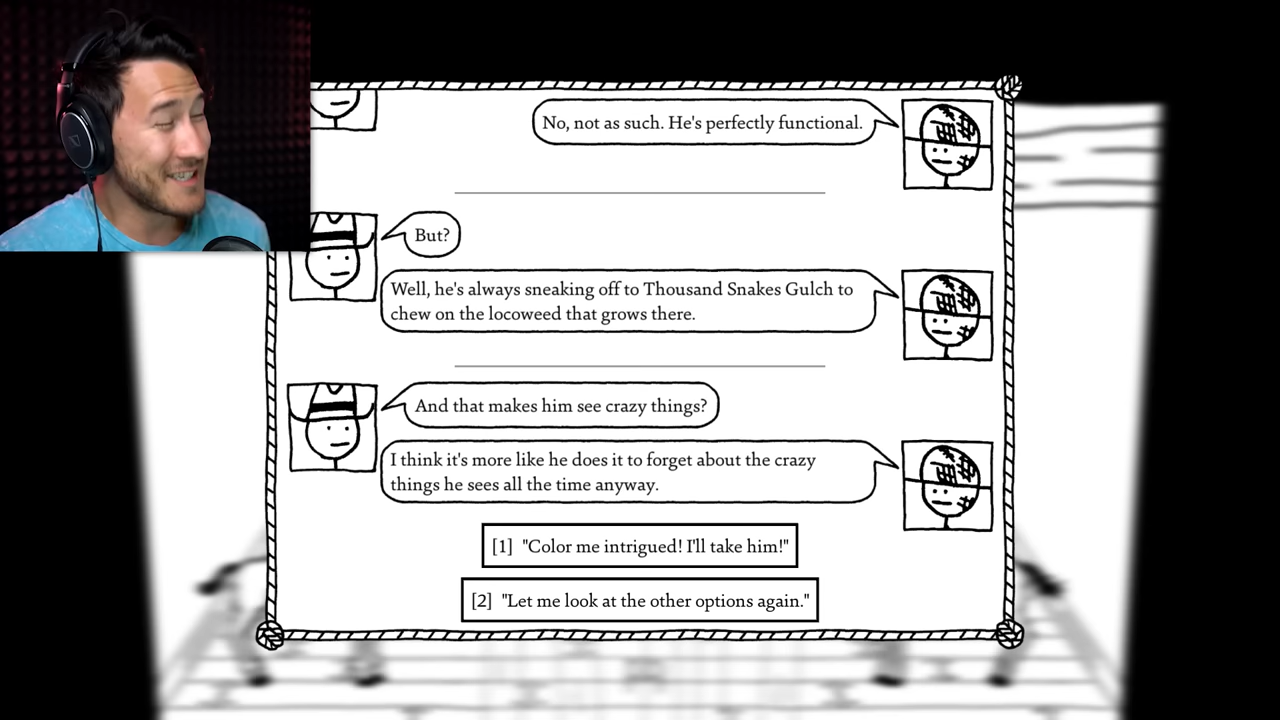 No, not as such. He's perfectly functional.
But?
Well, he's always sneaking off to Thousand Snakes Gulch to
chew on the locoweed that grows there.
And that makes him see crazy things?
I think it's more like he does it to forget about the crazy
things he sees all the time anyway.
[1] "Color me intrigued! I'll take him!"
[2] "Let me look at the other options again."